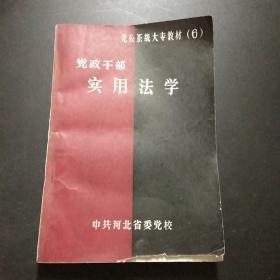 党校系统大专教材（6）
党政干部
实用法学
中共河北省委党校